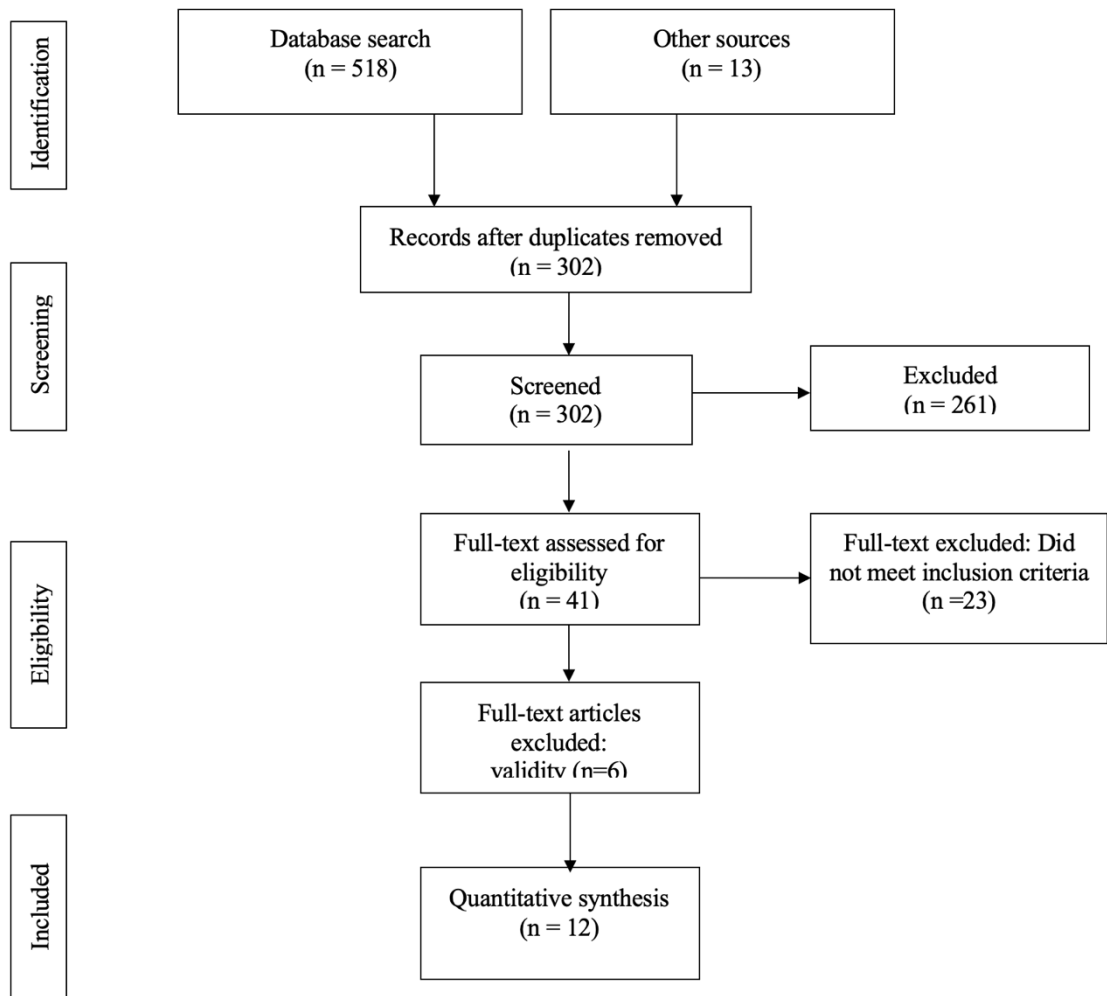 Identification
Database search
(n = 518)
Other sources
(n = 13)
Records after duplicates removed
(n = 302)
Screening
Screened
(n = 302)
Excluded
(n = 261)
Eligibility
Full-text assessed for
eligibility
(n = 41)
Full-text excluded: Did
not meet inclusion criteria
(n =23)
Full-text articles
excluded:
validity (n=6)
Included
Quantitative synthesis
(n = 12)